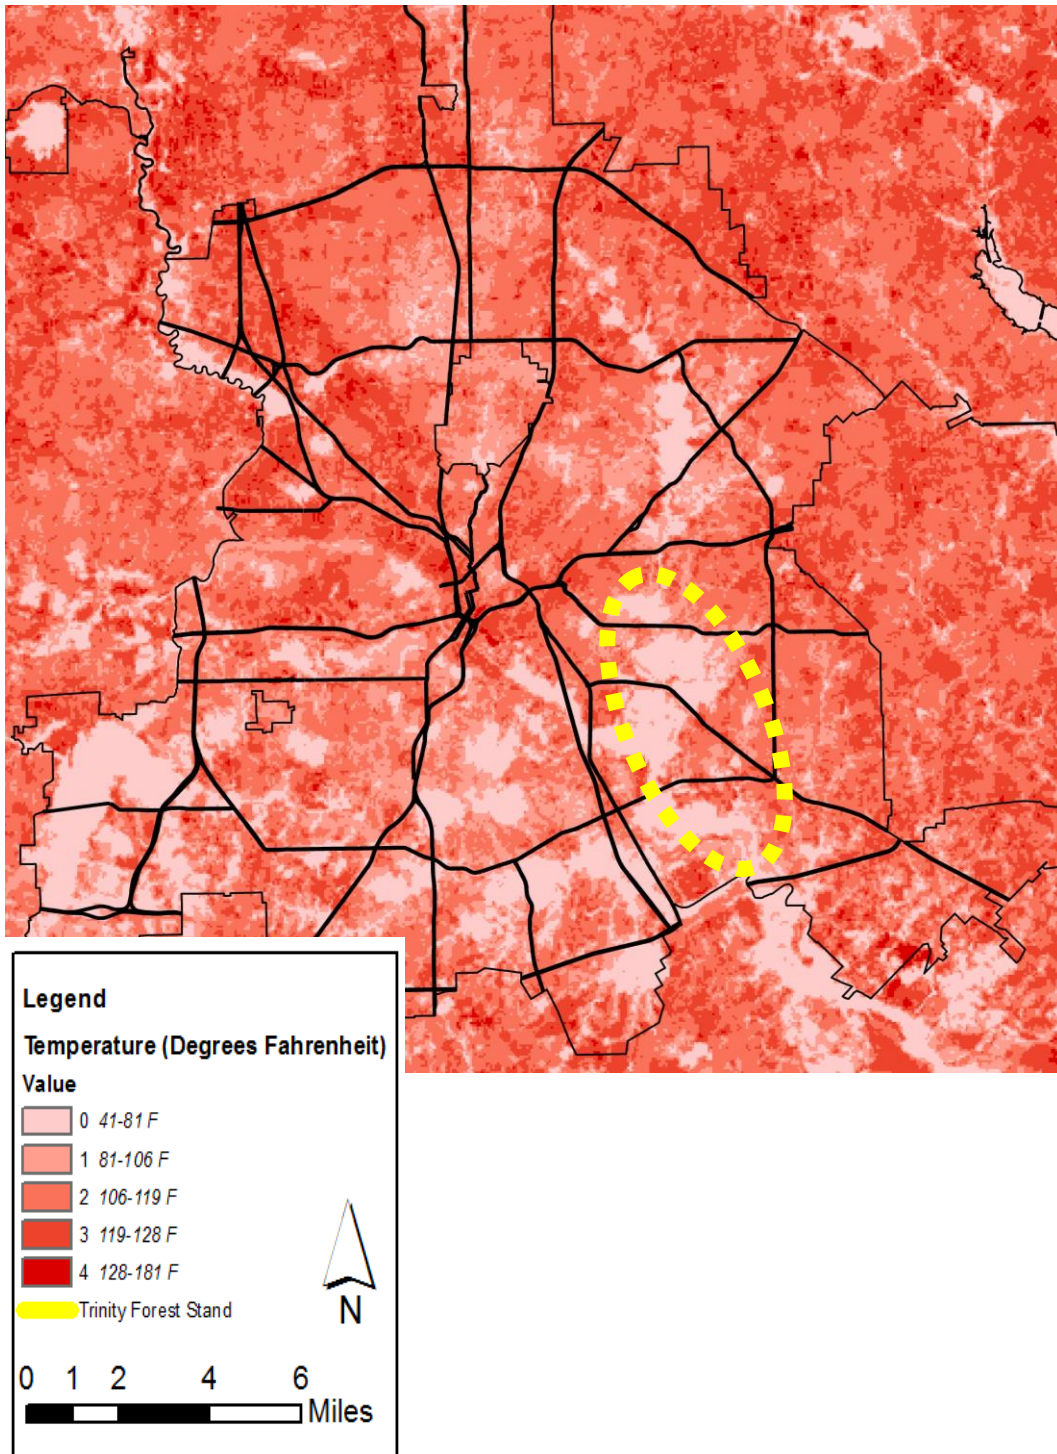 Legend
Temperature (Degrees Fahrenheit)
Value
0 41-81 F
1 81-106 F
2 106-119 F
3 119-128 F
4 128-181 F
Trinity Forest Stand
N
0 1 2 4 6
Miles